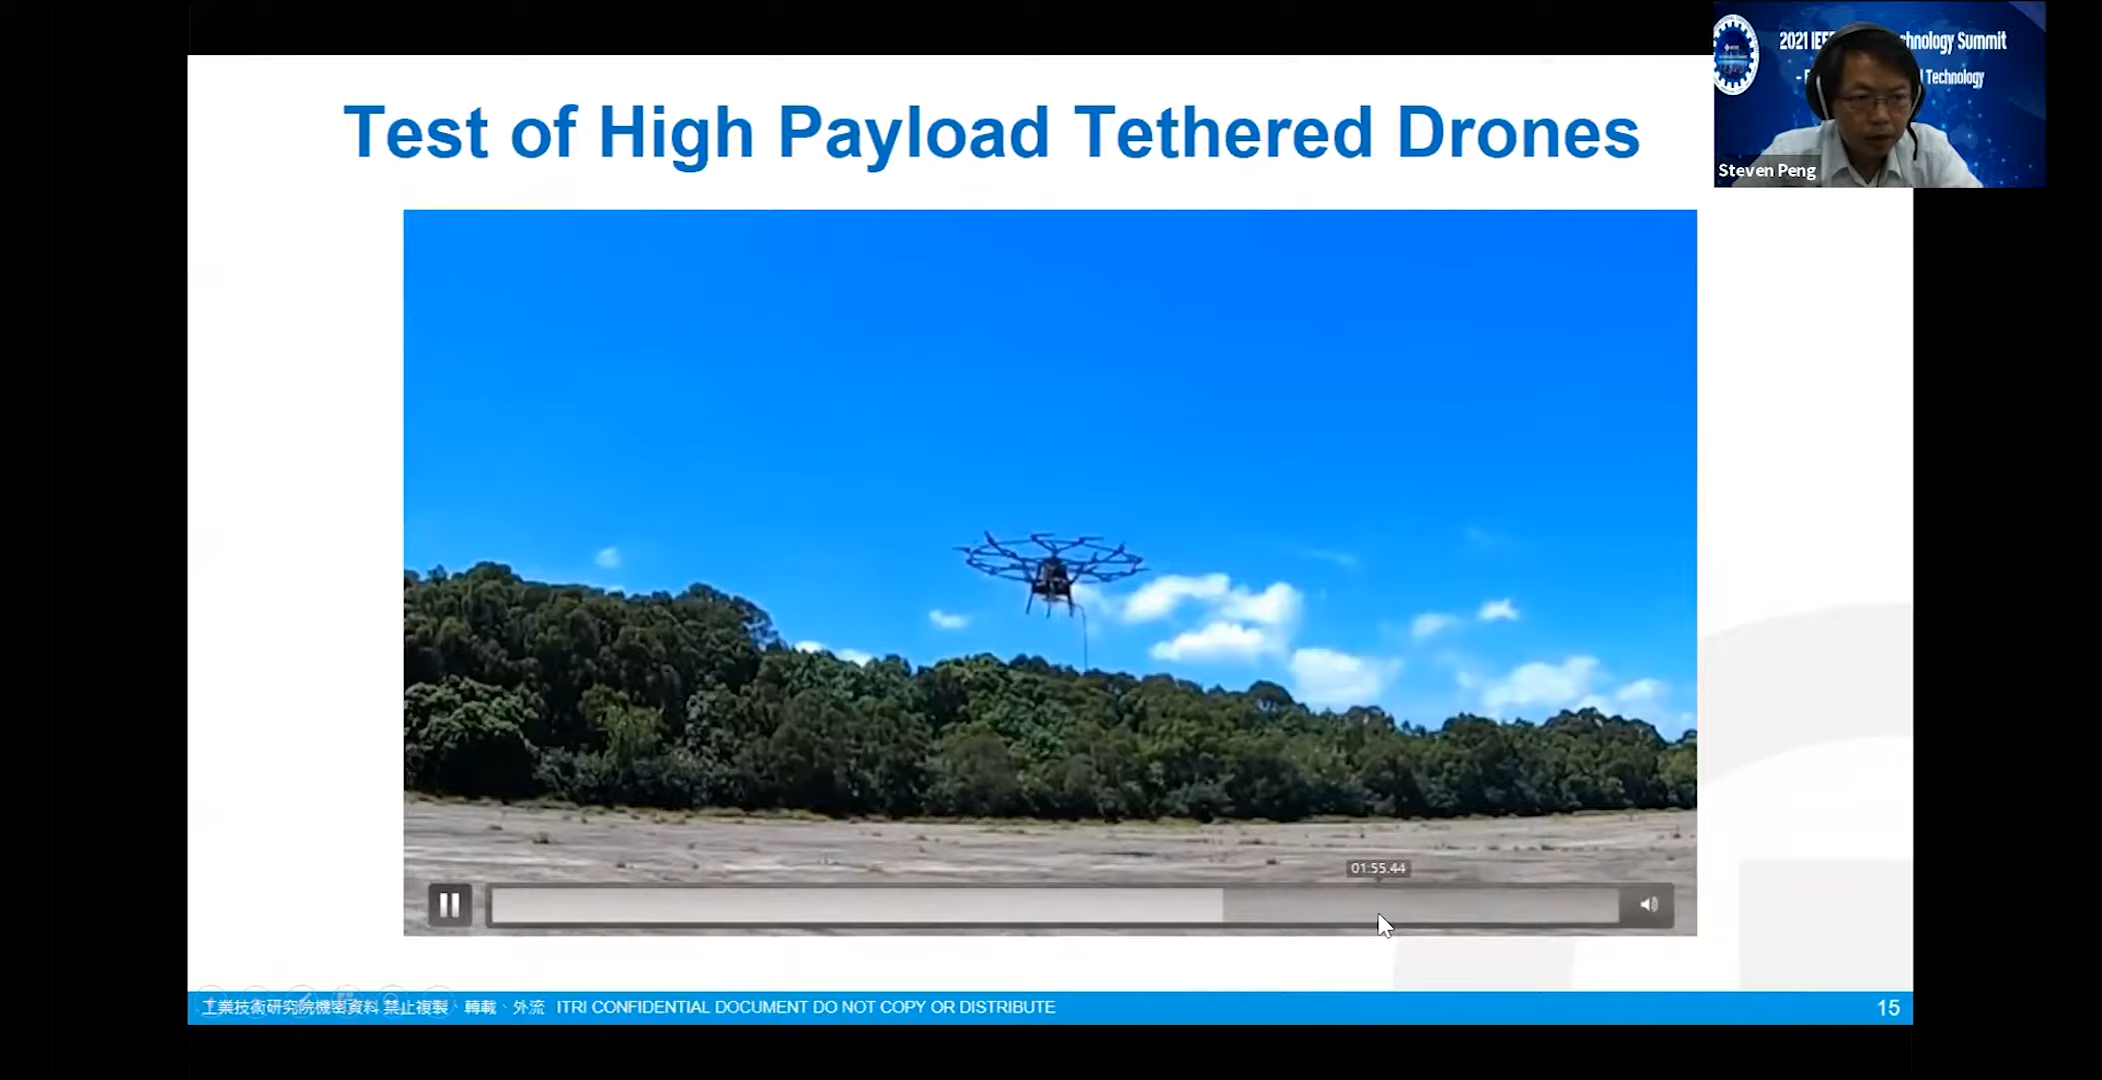 Test of High Payload Tethered Drones
2021 IEEE
chnology Summit
Technology
Steven Peng
01:55.44
工業技術研究院機密資料 禁止複製、轉載、外流 ITRI CONFIDENTIAL DOCUMENT DO NOT COPY OR DISTRIBUTE
15